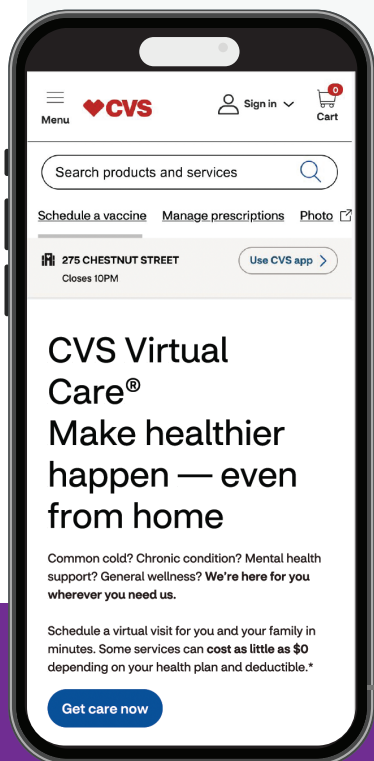 Menu
CVS
Sign in
0
Cart
Search products and services
Schedule a vaccine Manage prescriptions Photo
275 CHESTNUT STREET
Closes 10PM
Use CVS app
CVS Virtual
Care®
Make healthier
happen — even
from home
Common cold? Chronic condition? Mental health
support? General wellness? We're here for you
wherever you need us.
Schedule a virtual visit for you and your family in
minutes. Some services can cost as little as $0
depending on your health plan and deductible.*
Get care now